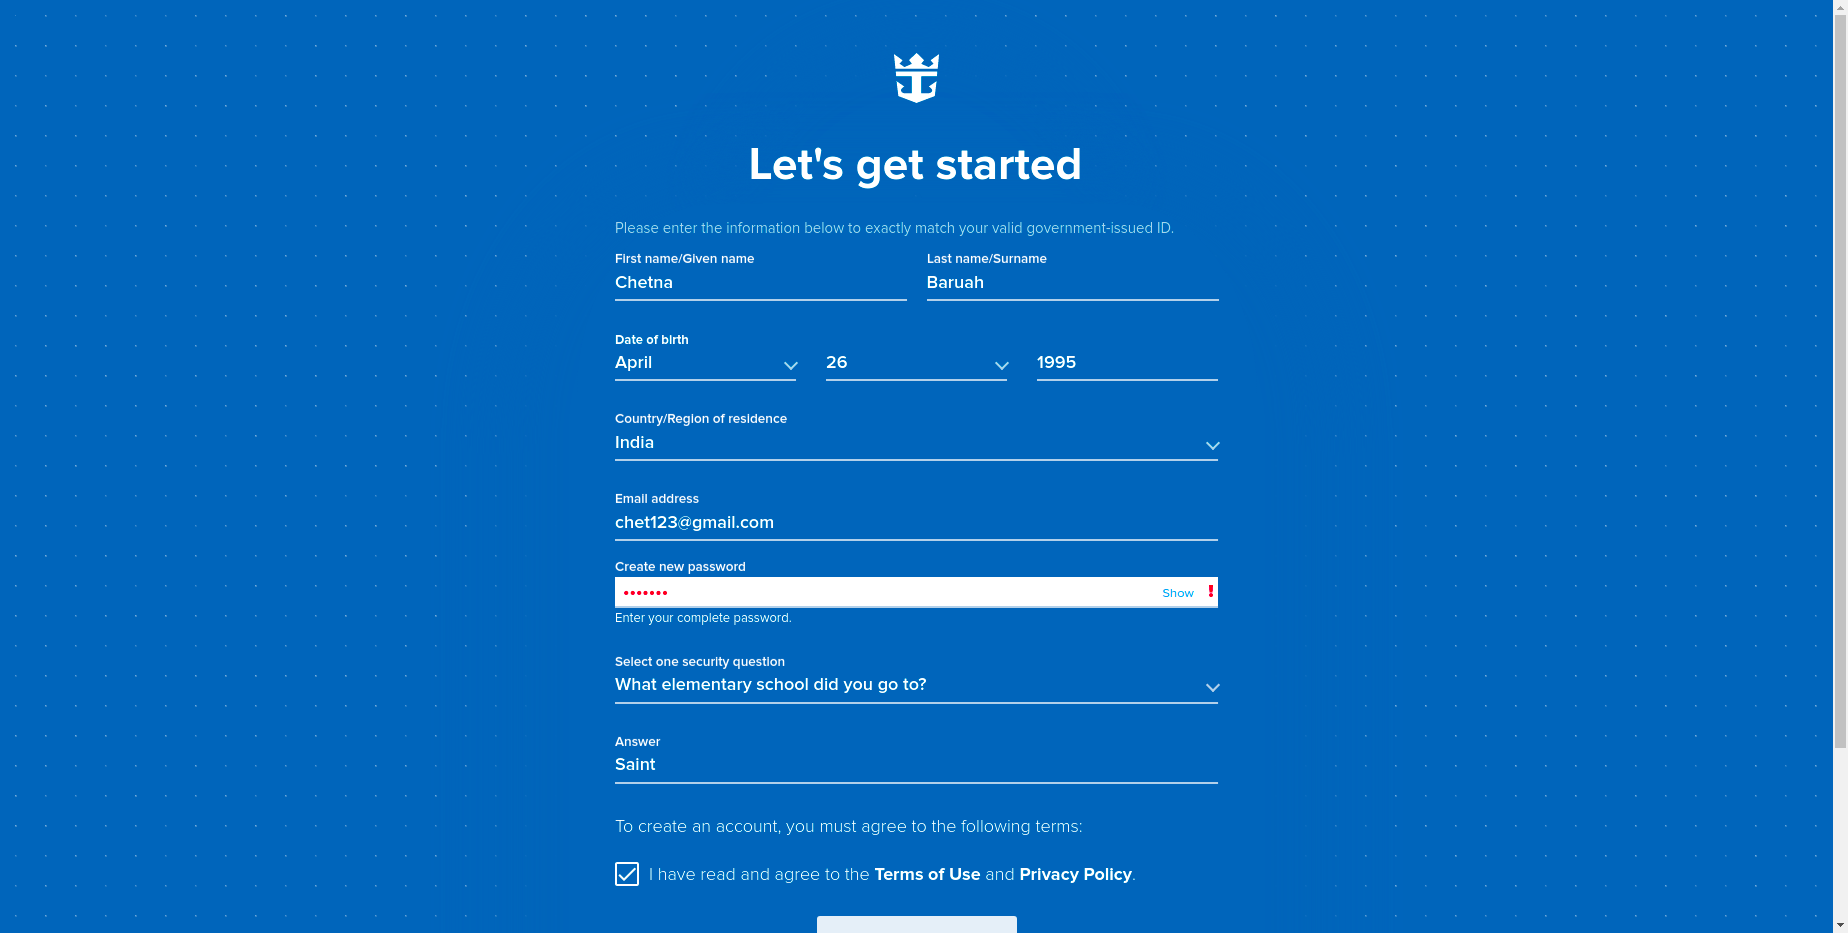 Let's get started
Please enter the information below to exactly match your valid government-issued ID.
First name/Given name
Last name/Surname
Chetna
Baruah
Date of birth
April
26
1995
Country/Region of residence
India
Email address
chet123@gmail.com
Create new password
•••••••
Show
Enter your complete password.
Select one security question
What elementary school did you go to?
Answer
Saint
To create an account, you must agree to the following terms:
I have read and agree to the Terms of Use and Privacy Policy.